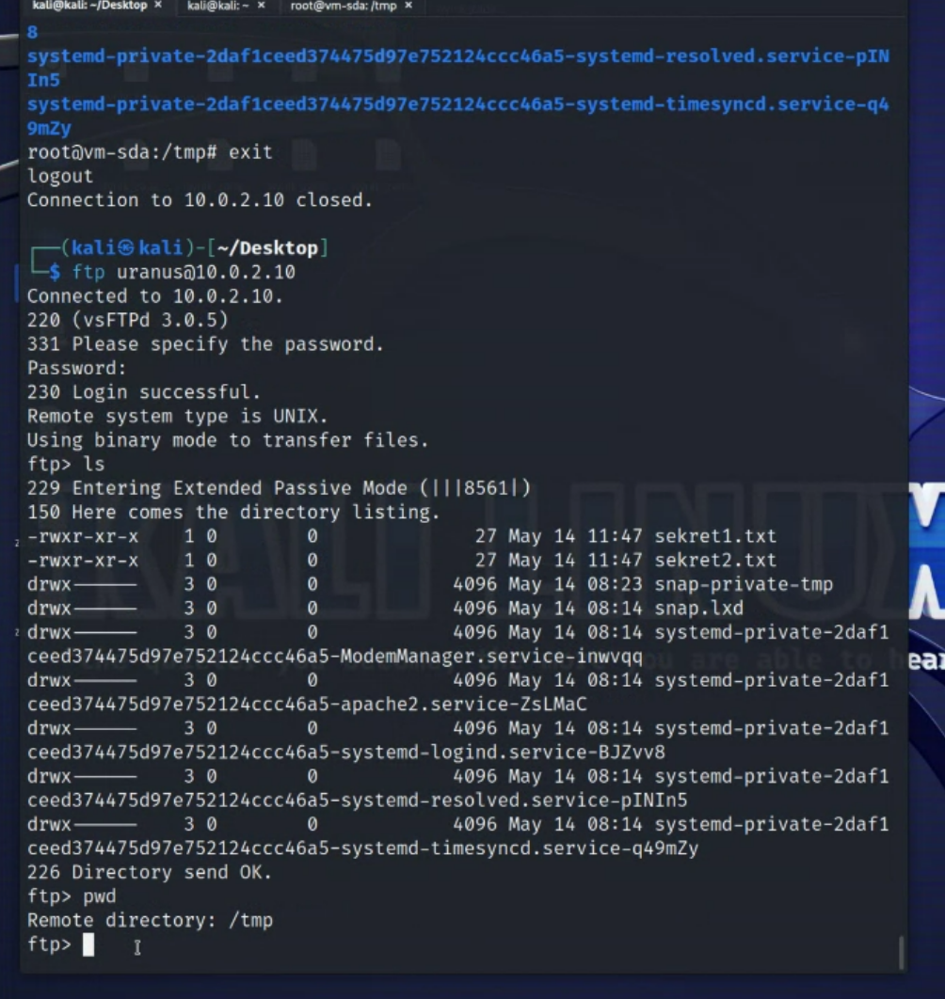 kali@kali: ~/Desktop × kali@kali: ~ × root@vm-sda: /tmp ×
8
systemd-private-2daf1ceed374475d97e752124ccc46a5-systemd-resolved.service-pIN
In5
systemd-private-2daf1ceed374475d97e752124ccc46a5-systemd-timesyncd.service-q4
9mZy
root@vm-sda:/tmp# exit
logout
Connection to 10.0.2.10 closed.
┌──(kali㉿kali)-[~/Desktop]
└─$ ftp uranus@10.0.2.10
Connected to 10.0.2.10.
220 (vsFTPd 3.0.5)
331 Please specify the password.
Password:
230 Login successful.
Remote system type is UNIX.
Using binary mode to transfer files.
ftp> ls
229 Entering Extended Passive Mode (|||8561|)
150 Here comes the directory listing.
-rwxr-xr-x 1 0 0 27 May 14 11:47 sekret1.txt
-rwxr-xr-x 1 0 0 27 May 14 11:47 sekret2.txt
drwx------ 3 0 0 4096 May 14 08:23 snap-private-tmp
drwx------ 3 0 0 4096 May 14 08:14 snap.lxd
drwx------ 3 0 0 4096 May 14 08:14 systemd-private-2daf1
ceed374475d97e752124ccc46a5-ModemManager.service-inwvqq
drwx------ 3 0 0 4096 May 14 08:14 systemd-private-2daf1
ceed374475d97e752124ccc46a5-apache2.service-ZsLMaC
drwx------ 3 0 0 4096 May 14 08:14 systemd-private-2daf1
ceed374475d97e752124ccc46a5-systemd-logind.service-BJZvv8
drwx------ 3 0 0 4096 May 14 08:14 systemd-private-2daf1
ceed374475d97e752124ccc46a5-systemd-resolved.service-pINIn5
drwx------ 3 0 0 4096 May 14 08:14 systemd-private-2daf1
ceed374475d97e752124ccc46a5-systemd-timesyncd.service-q49mZy
226 Directory send OK.
ftp> pwd
Remote directory: /tmp
ftp>
KALI LINUX
you are able to hear